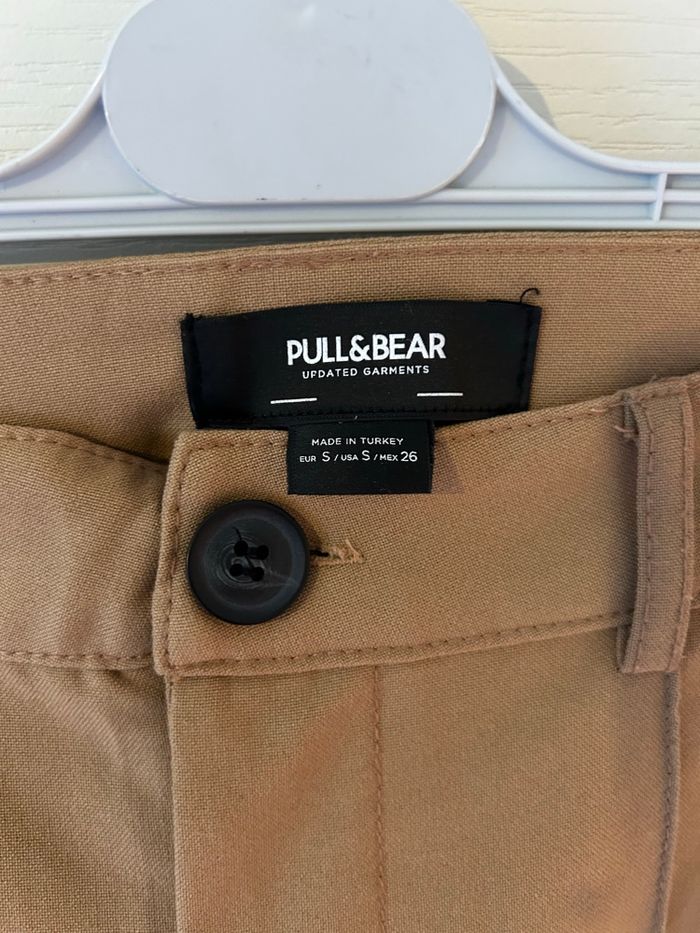 PULL&BEAR
UPDATED GARMENTS
MADE IN TURKEY
EUR S / USA S / MEX 26